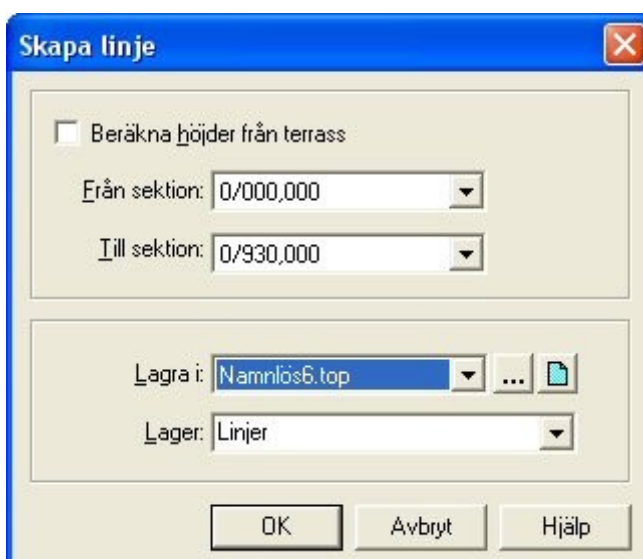 Skapa linje
Beräkna höjder från terrass
Från sektion: 0/000,000
Till sektion: 0/930,000
Lagra i: Namnlös6.top ...
Lager: Linjer
OK Avbryt Hjälp